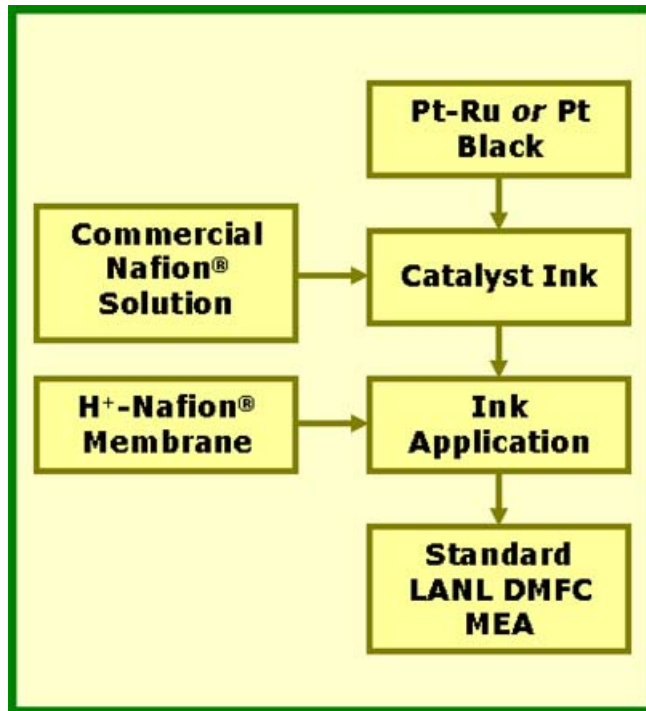 Pt-Ru or Pt
Black
Commercial
Nafion®
Solution
Catalyst Ink
H⁺-Nafion®
Membrane
Ink
Application
Standard
LANL DMFC
MEA